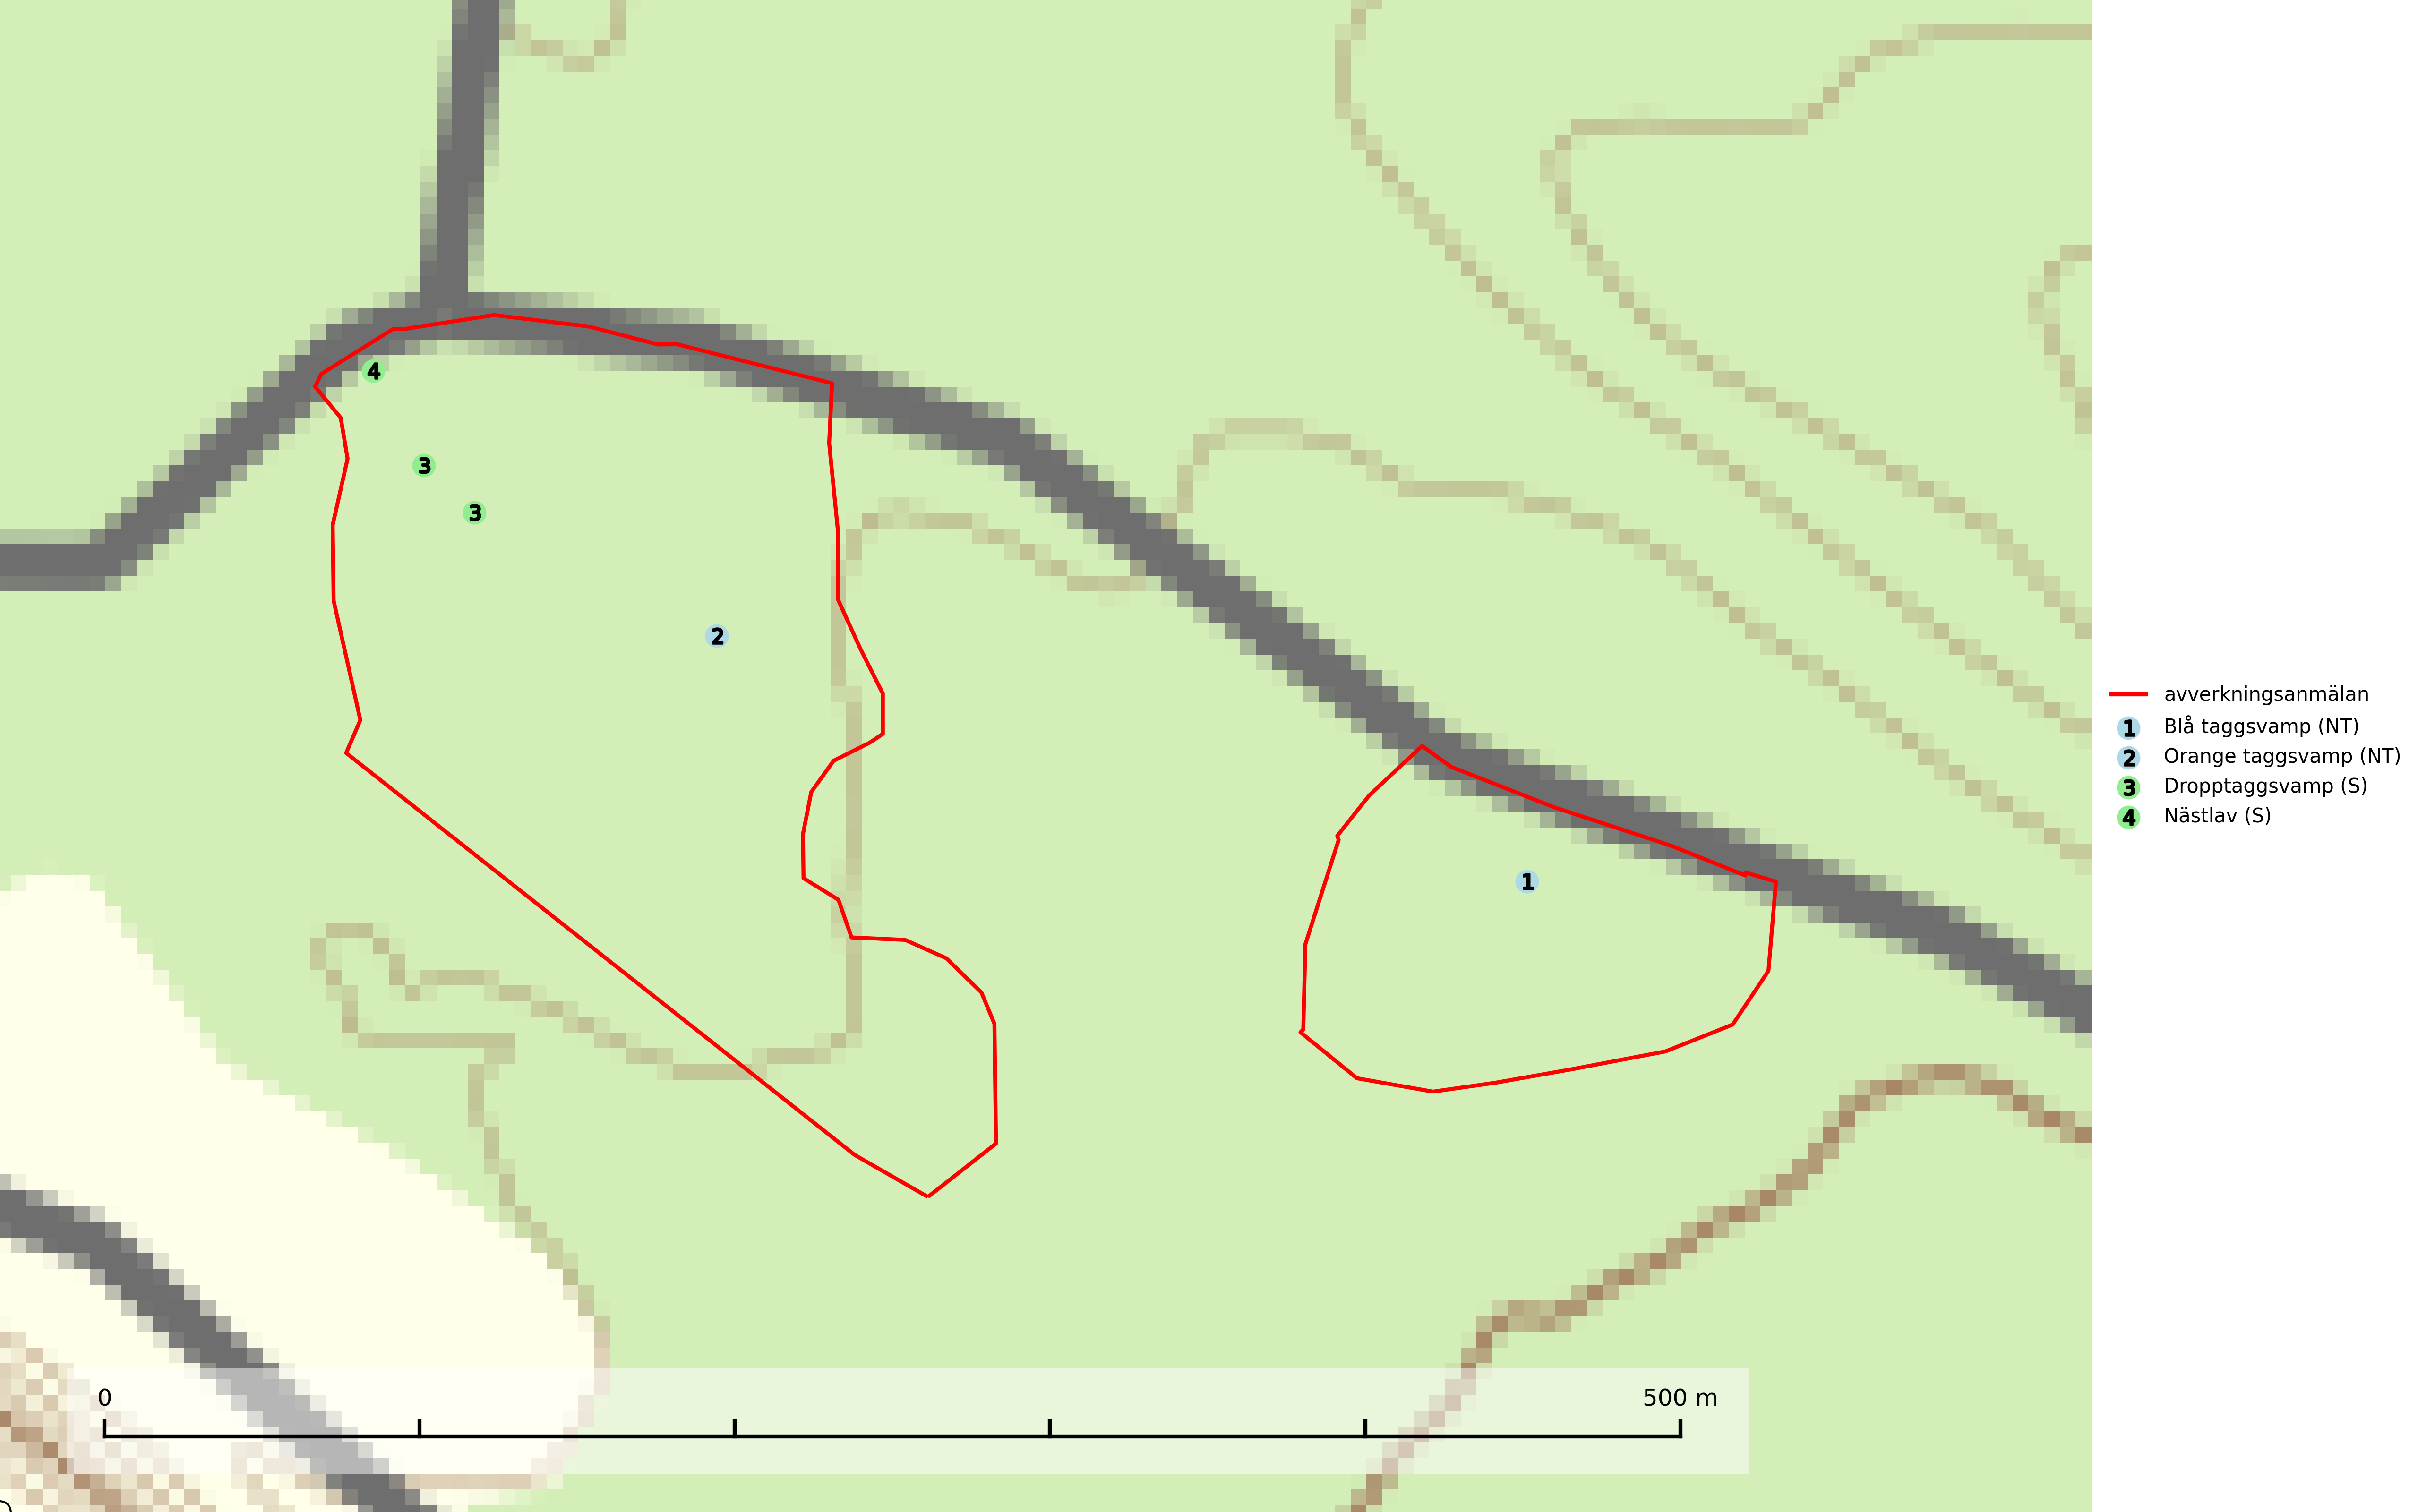 4
3
3
2
1
avverkningsanmälan
1 Blå taggsvamp (NT)
2 Orange taggsvamp (NT)
3 Dropptaggsvamp (S)
4 Nästlav (S)
0 500 m